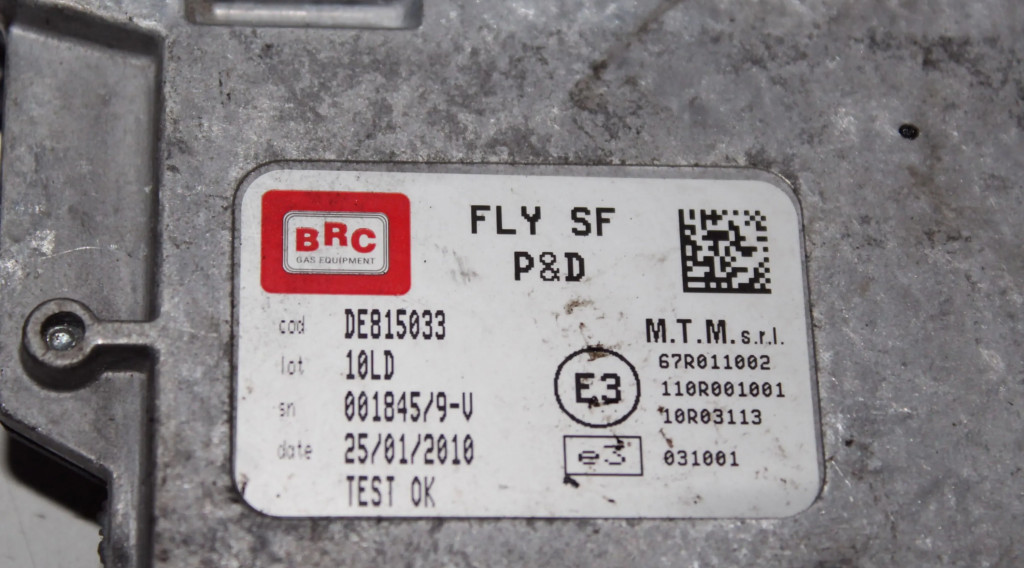 BRC
GAS EQUIPMENT
FLY SF
P&D
cod DE815033
lot 10LD
sn 001845/9-V
date 25/01/2010
TEST OK
M.T.M. s.r.l.
67R011002
E3 110R001001
10R03113
e3 031001